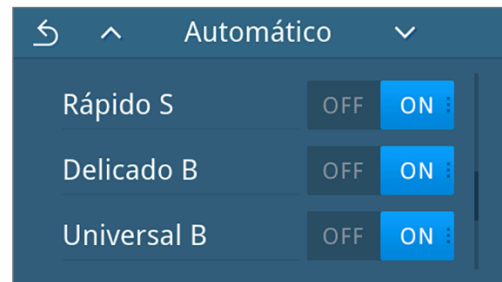 Automático
Rápido S OFF ON
Delicado B OFF ON
Universal B OFF ON